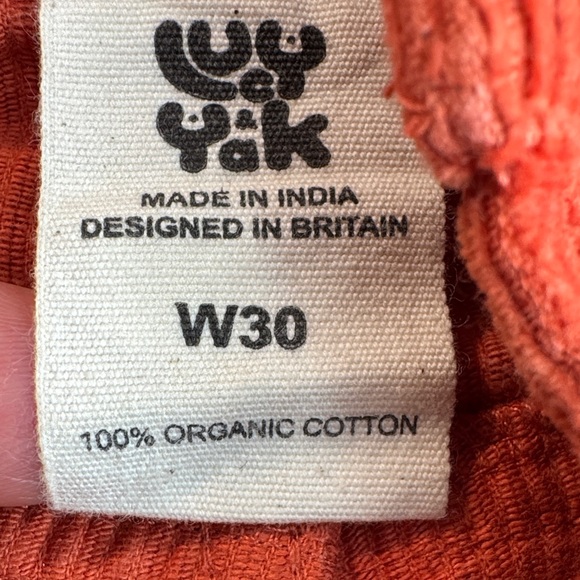 Lucy
& Yak
MADE IN INDIA
DESIGNED IN BRITAIN
W30
100% ORGANIC COTTON